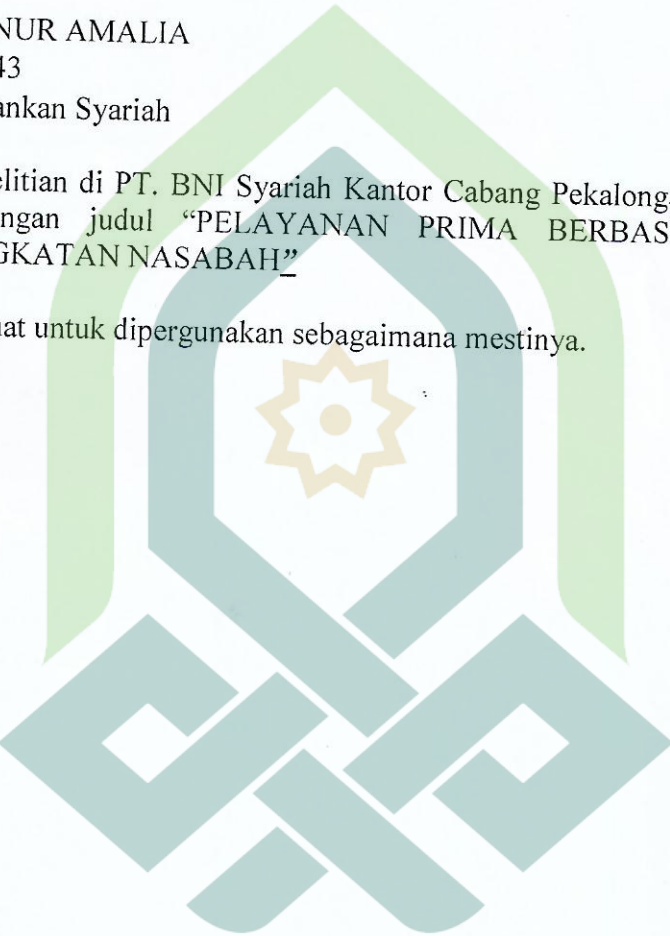 NUR AMALIA
43
ankan Syariah
elitian di PT. BNI Syariah Kantor Cabang Pekalong
ngan judul “PELAYANAN PRIMA BERBAS
GKATAN NASABAH”
uat untuk dipergunakan sebagaimana mestinya.